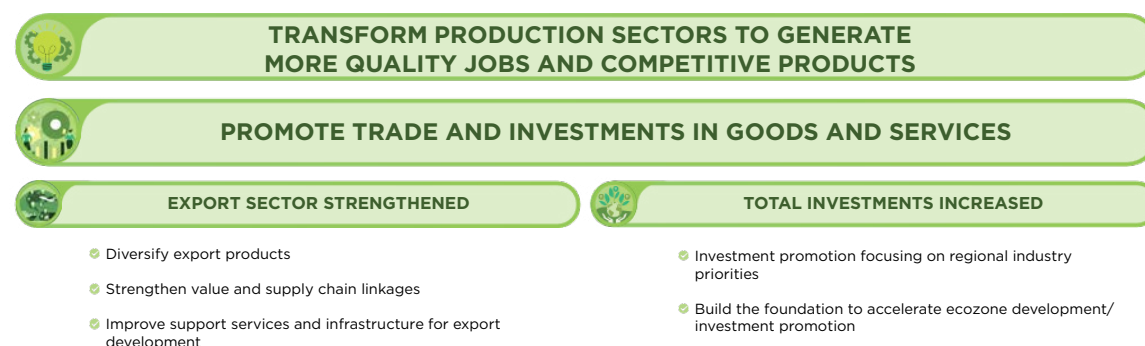 TRANSFORM PRODUCTION SECTORS TO GENERATE
MORE QUALITY JOBS AND COMPETITIVE PRODUCTS
PROMOTE TRADE AND INVESTMENTS IN GOODS AND SERVICES
EXPORT SECTOR STRENGTHENED
Diversify export products
Strengthen value and supply chain linkages
Improve support services and infrastructure for export
development
TOTAL INVESTMENTS INCREASED
Investment promotion focusing on regional industry
priorities
Build the foundation to accelerate ecozone development/
investment promotion